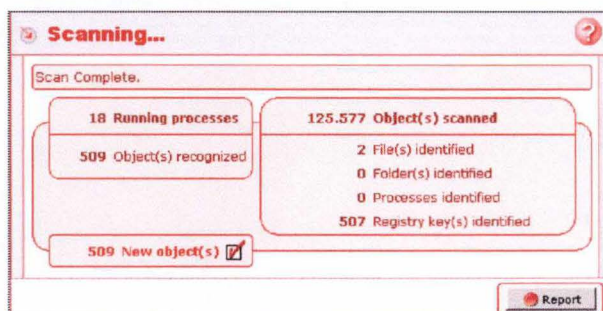 Scanning...
Scan Complete.
18 Running processes
509 Object(s) recognized
125.577 Object(s) scanned
2 File(s) identified
0 Folder(s) identified
0 Processes identified
507 Registry key(s) identified
509 New object(s)
Report